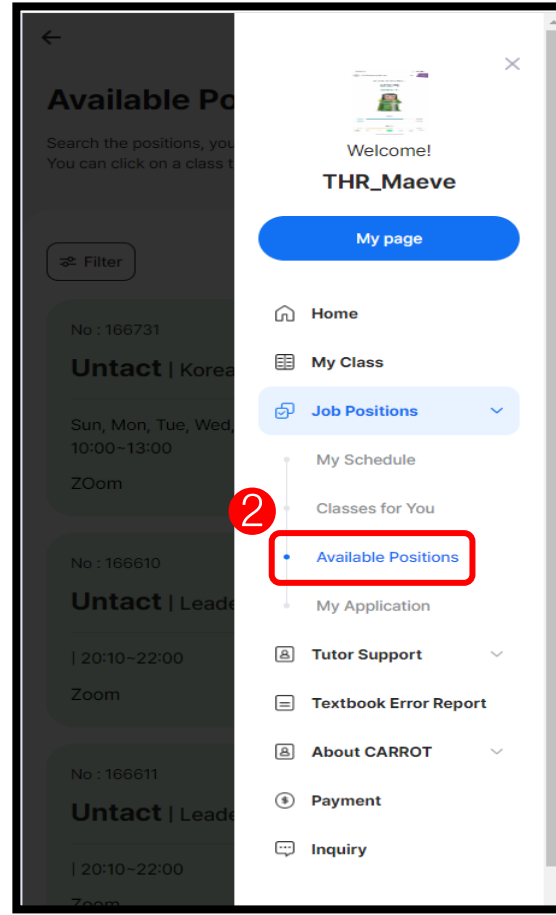 Available Po
Search the positions, you
You can click on a class t
Filter
No : 166731
Untact | Korea
Sun, Mon, Tue, Wed,
10:00~13:00
ZOom
No : 166610
Untact | Leade
| 20:10~22:00
Zoom
No : 166611
Untact | Leade
| 20:10~22:00
Zoom
Welcome!
THR_Maeve
My page
Home
My Class
Job Positions
My Schedule
Classes for You
2
Available Positions
My Application
Tutor Support
Textbook Error Report
About CARROT
Payment
Inquiry